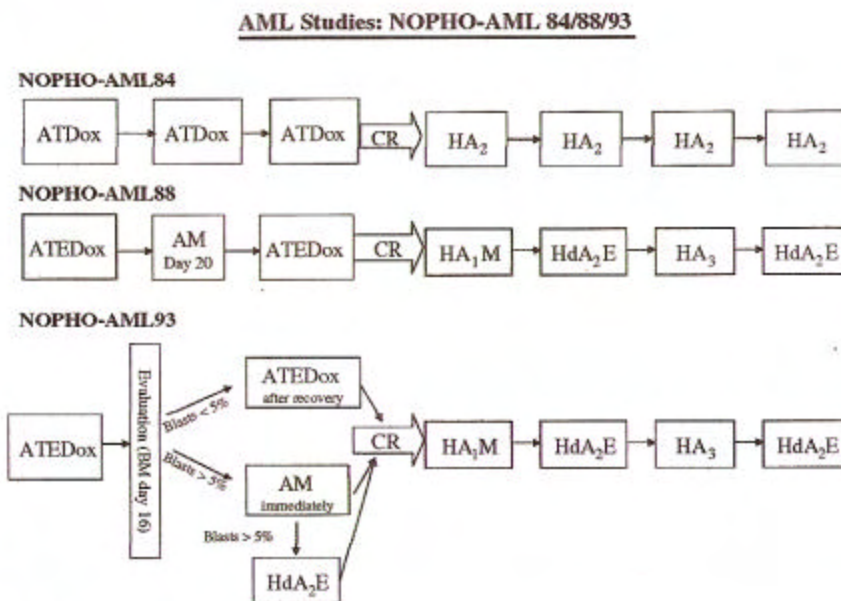 AML Studies: NOPHO-AML 84/88/93
NOPHO-AML84
ATDox ATDox ATDox CR HA₂ HA₂ HA₂ HA₂
NOPHO-AML88
ATEDox AM ATEDox CR HA₁M HdA₂E HA₃ HdA₂E
Day 20
NOPHO-AML93
ATEDox
Evaluation (BM day 16)
Blasts < 5%
ATEDox
after recovery
Blasts > 5%
AM
immediately
Blasts > 5%
HdA₂E
CR HA₁M HdA₂E HA₃ HdA₂E